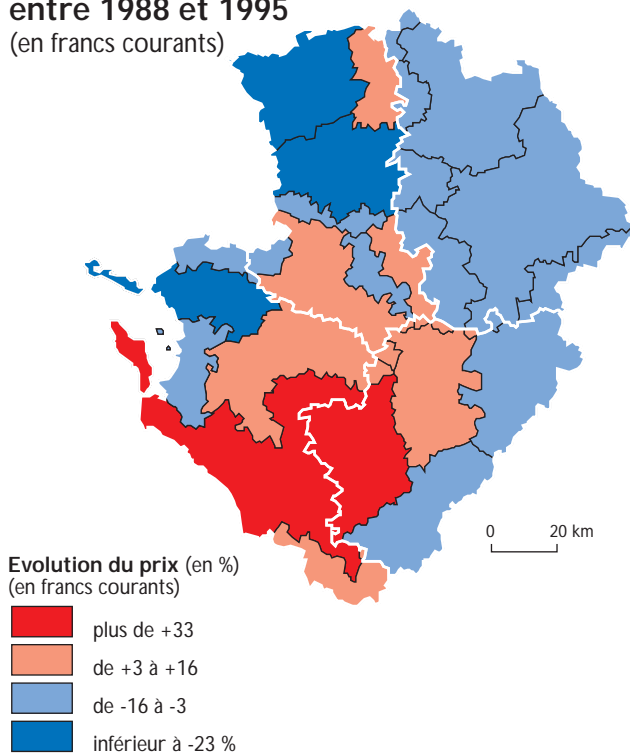 entre 1988 et 1995
(en francs courants)
0 20 km
Evolution du prix (en %)
(en francs courants)
plus de +33
de +3 à +16
de -16 à -3
inférieur à -23 %